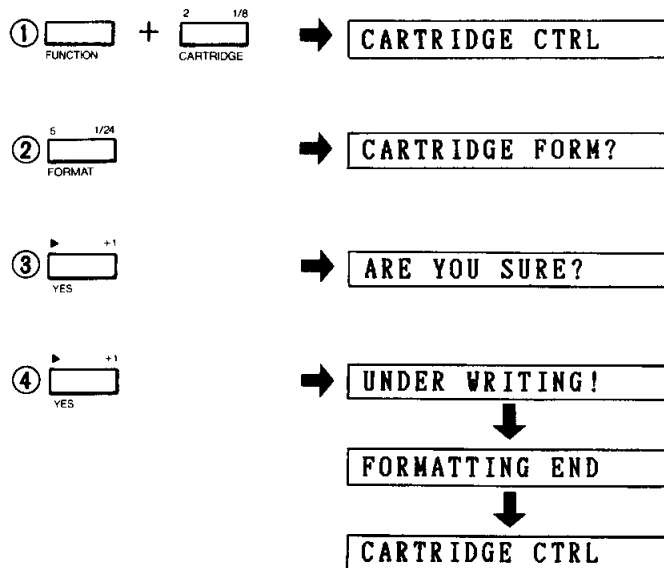 2 1/8
① + CARTRIDGE CTRL
FUNCTION CARTRIDGE
5 1/24
② CARTRIDGE FORM?
FORMAT
▶ +1
③ ARE YOU SURE?
YES
▶ +1
④ UNDER WRITING!
YES
FORMATTING END
CARTRIDGE CTRL